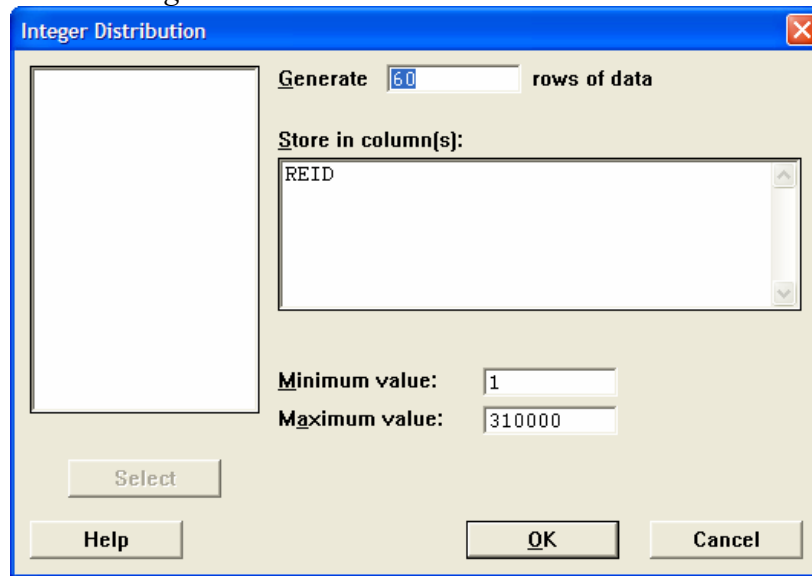 Integer Distribution
Generate 60 rows of data
Store in column(s):
REID
Minimum value: 1
Maximum value: 310000
Select
Help OK Cancel